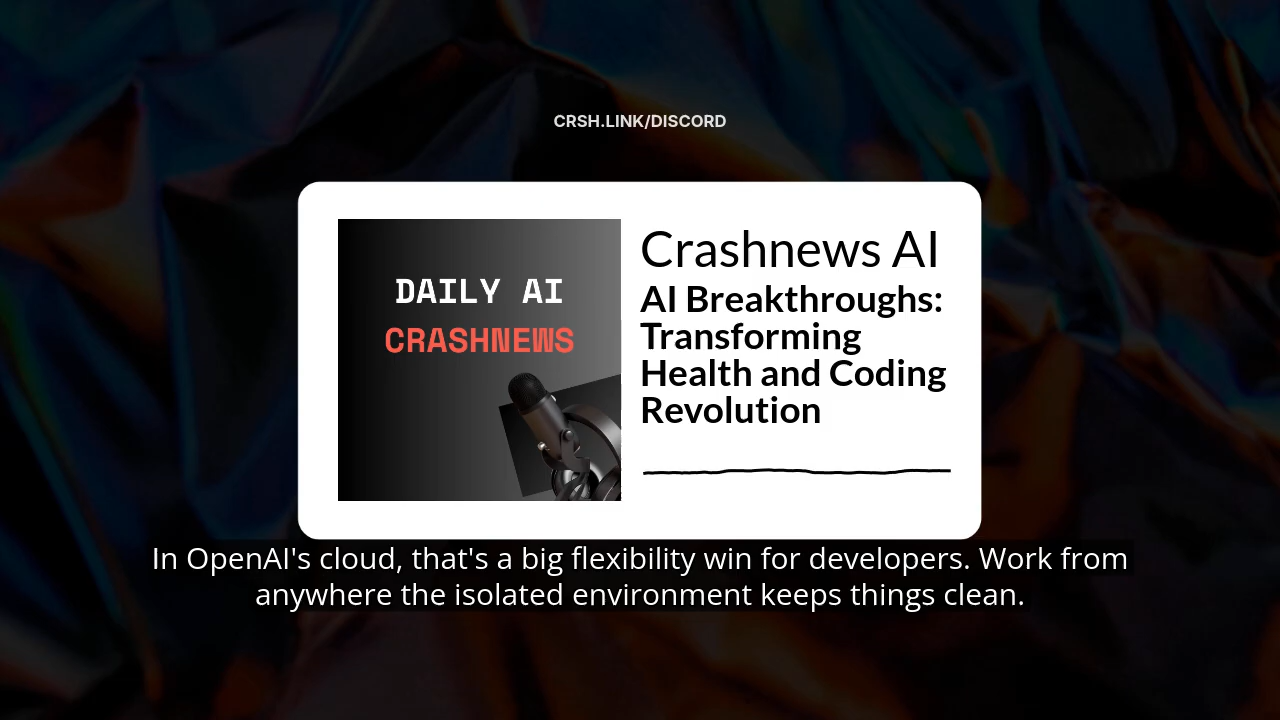 CRSH.LINK/DISCORD
DAILY AI
CRASHNEWS
Crashnews AI
AI Breakthroughs:
Transforming
Health and Coding
Revolution
In OpenAI's cloud, that's a big flexibility win for developers. Work from
anywhere the isolated environment keeps things clean.